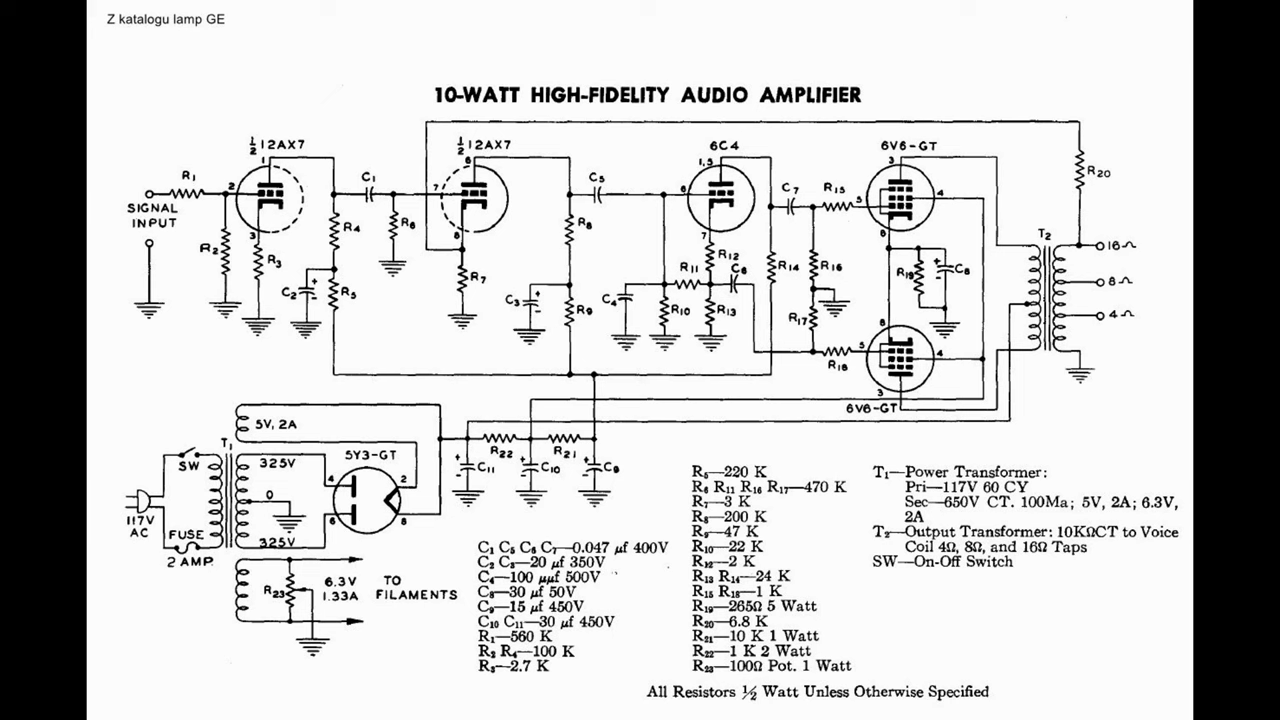 Z katalogu lamp GE
10-WATT HIGH-FIDELITY AUDIO AMPLIFIER
½ 12AX7
½ 12AX7
6C4
6V6-GT
R₁
C₁
C₅
C₇
R₁₅
R₂₀
SIGNAL
INPUT
R₂
R₃
R₄
R₆
R₇
R₈
R₁₂
R₁₁
C₆
R₁₄
R₁₆
R₁₉
C₈
T₂
16Ω
8Ω
4Ω
C₂
R₅
C₃
R₉
C₄
R₁₀
R₁₃
R₁₇
R₁₈
6V6-GT
5V, 2A
T₁
SW
325V
0
325V
5Y3-GT
117V
AC
FUSE
2 AMP.
R₂₂
R₂₁
C₁₁
C₁₀
C₉
R₂₃
6.3V
1.33A
TO
FILAMENTS
C₁ C₅ C₆ C₇—0.047 μf 400V
C₂ C₃—20 μf 350V
C₄—100 μμf 500V
C₈—30 μf 50V
C₉—15 μf 450V
C₁₀ C₁₁—30 μf 450V
R₁—560 K
R₂ R₄—100 K
R₃—2.7 K
R₅—220 K
R₆ R₁₁ R₁₆ R₁₇—470 K
R₇—3 K
R₈—200 K
R₉—47 K
R₁₀—22 K
R₁₂—2 K
R₁₃ R₁₄—24 K
R₁₅ R₁₈—1 K
R₁₉—265Ω 5 Watt
R₂₀—6.8 K
R₂₁—10 K 1 Watt
R₂₂—1 K 2 Watt
R₂₃—100Ω Pot. 1 Watt
T₁—Power Transformer:
Pri—117V 60 CY
Sec—650V CT. 100Ma; 5V, 2A; 6.3V,
2A
T₂—Output Transformer: 10KΩCT to Voice
Coil 4Ω, 8Ω, and 16Ω Taps
SW—On-Off Switch
All Resistors ½ Watt Unless Otherwise Specified